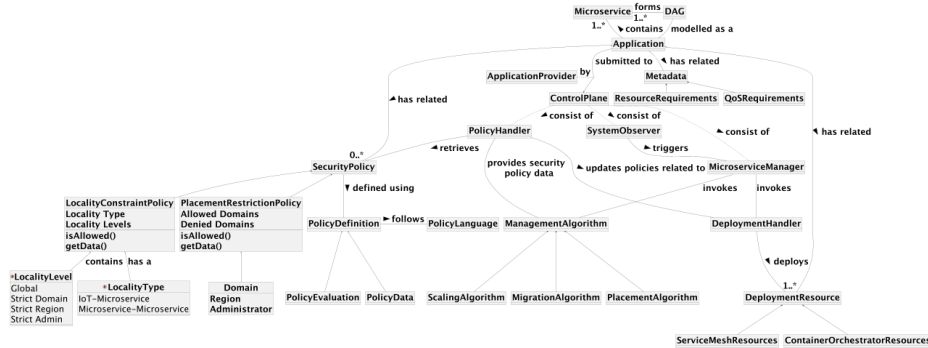 Microservice forms DAG
1..* 1..*
contains modelled as a
Application
submitted to has related
ApplicationProvider by Metadata
ControlPlane ResourceRequirements QoSRequirements
has related
consist of consist of
PolicyHandler SystemObserver consist of has related
0..* retrieves triggers
SecurityPolicy provides security policy data updates policies related to MicroserviceManager
defined using invokes invokes
LocalityConstraintPolicy
Locality Type
Locality Levels
isAllowed()
getData()
PlacementRestrictionPolicy
Allowed Domains
Denied Domains
isAllowed()
getData()
PolicyDefinition follows PolicyLanguage ManagementAlgorithm DeploymentHandler
contains has a deploys
*LocalityLevel
Global
Strict Domain
Strict Region
Strict Admin
*LocalityType
IoT-Microservice
Microservice-Microservice
Domain
Region
Administrator
PolicyEvaluation PolicyData ScalingAlgorithm MigrationAlgorithm PlacementAlgorithm
1..*
DeploymentResource
ServiceMeshResources ContainerOrchestratorResources